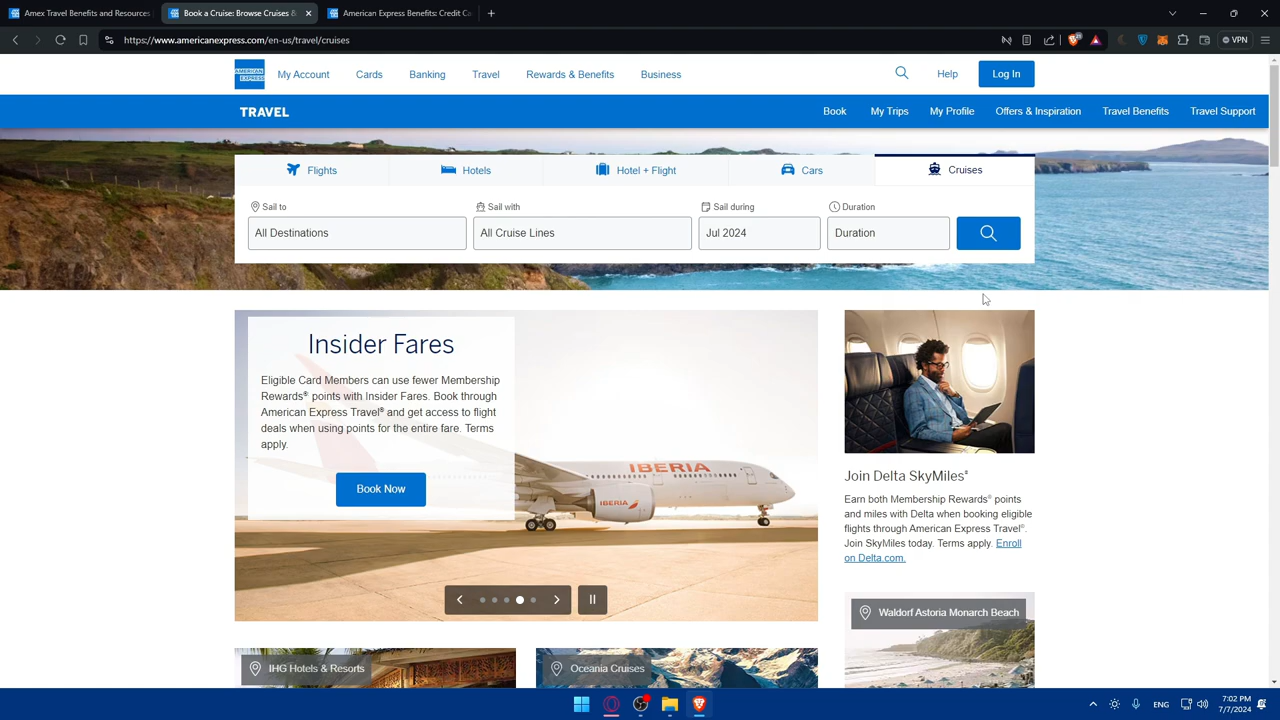 Amex Travel Benefits and Resources
Book a Cruise: Browse Cruises &
American Express Benefits: Credit Ca
https://www.americanexpress.com/en-us/travel/cruises
VPN
AMERICAN EXPRESS
My Account
Cards
Banking
Travel
Rewards & Benefits
Business
Help
Log In
TRAVEL
Book
My Trips
My Profile
Offers & Inspiration
Travel Benefits
Travel Support
Flights
Hotels
Hotel + Flight
Cars
Cruises
Sail to
Sail with
Sail during
Duration
All Destinations
All Cruise Lines
Jul 2024
Duration
Insider Fares
Eligible Card Members can use fewer Membership
Rewards® points with Insider Fares. Book through
American Express Travel® and get access to flight
deals when using points for the entire fare. Terms
apply.
Book Now
IBERIA
IBERIA
Join Delta SkyMiles®
Earn both Membership Rewards® points
and miles with Delta when booking eligible
flights through American Express Travel®.
Join SkyMiles today. Terms apply. Enroll
on Delta.com.
Waldorf Astoria Monarch Beach
IHG Hotels & Resorts
Oceania Cruises
ENG
7:02 PM
7/7/2024